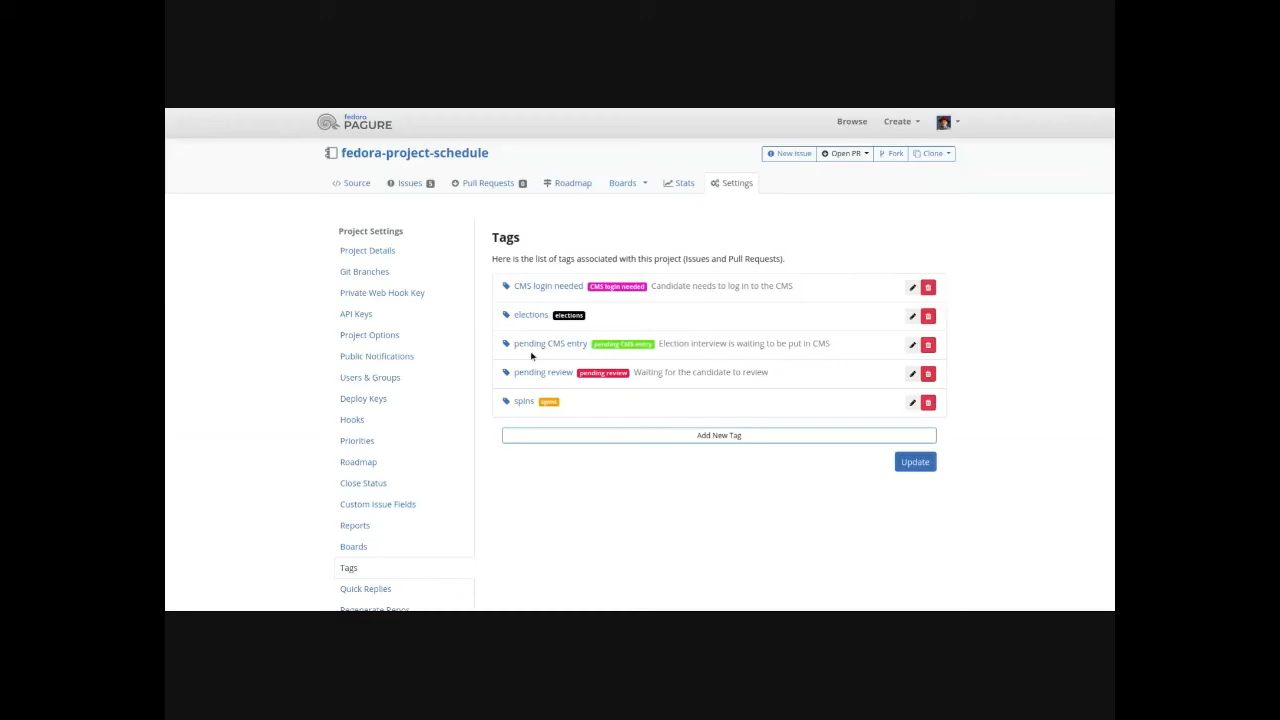 fedora
PAGURE
Browse Create
fedora-project-schedule
New Issue Open PR Fork Clone
Source Issues 5 Pull Requests 0 Roadmap Boards Stats Settings
Project Settings
Project Details
Git Branches
Private Web Hook Key
API Keys
Project Options
Public Notifications
Users & Groups
Deploy Keys
Hooks
Priorities
Roadmap
Close Status
Custom Issue Fields
Reports
Boards
Tags
Quick Replies
Regenerate Repos
Tags
Here is the list of tags associated with this project (Issues and Pull Requests).
CMS login needed CMS login needed Candidate needs to log in to the CMS
elections elections
pending CMS entry pending CMS entry Election interview is waiting to be put in CMS
pending review pending review Waiting for the candidate to review
spins spins
Add New Tag
Update